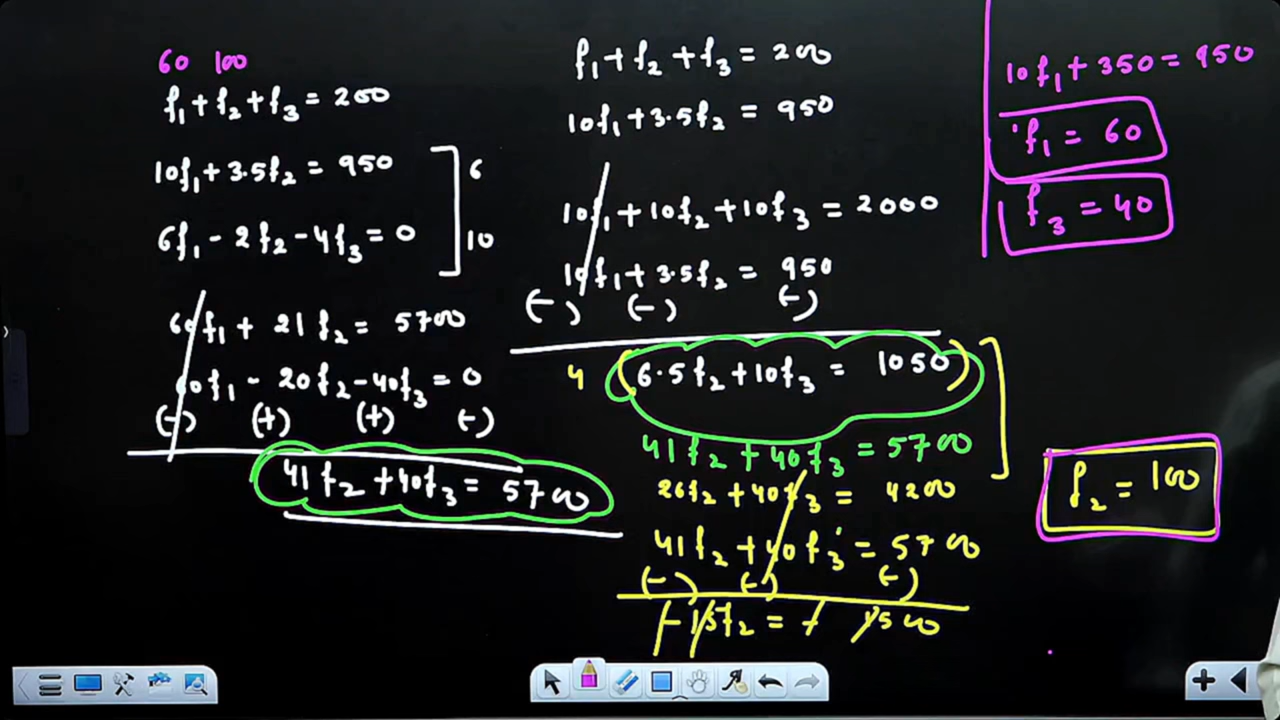 60 100
f₁ + f₂ + f₃ = 200
10f₁ + 3.5f₂ = 950
6f₁ - 2f₂ - 4f₃ = 0
6
10
60f₁ + 21f₂ = 5700
60f₁ - 20f₂ - 40f₃ = 0
(-) (+) (+) (-)
41f₂ + 40f₃ = 5700
f₁ + f₂ + f₃ = 200
10f₁ + 3.5f₂ = 950
10f₁ + 10f₂ + 10f₃ = 2000
10f₁ + 3.5f₂ = 950
(-) (-) (-)
4 (6.5f₂ + 10f₃ = 1050)
41f₂ + 40f₃ = 5700
26f₂ + 40f₃ = 4200
41f₂ + 40f₃ = 5700
(-) (-) (-)
-15f₂ = -1500
10f₁ + 350 = 950
f₁ = 60
f₃ = 40
f₂ = 100